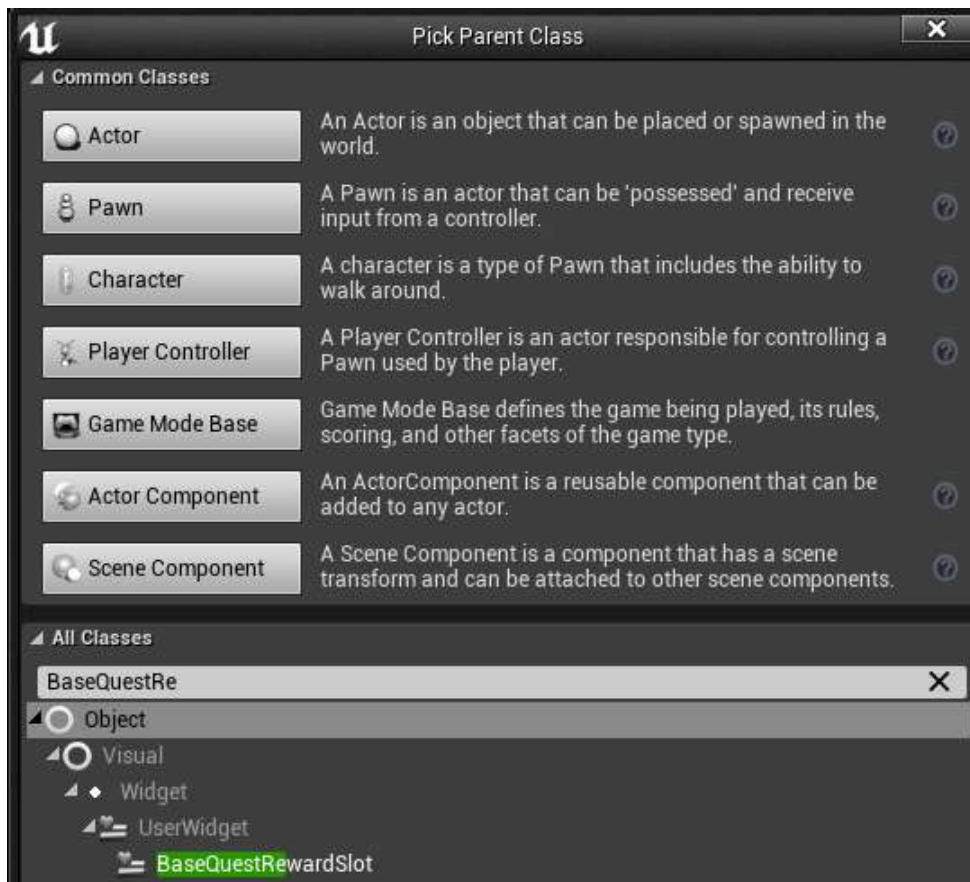 Pick Parent Class
Common Classes
Actor
An Actor is an object that can be placed or spawned in the
world.
Pawn
A Pawn is an actor that can be 'possessed' and receive
input from a controller.
Character
A character is a type of Pawn that includes the ability to
walk around.
Player Controller
A Player Controller is an actor responsible for controlling a
Pawn used by the player.
Game Mode Base
Game Mode Base defines the game being played, its rules,
scoring, and other facets of the game type.
Actor Component
An ActorComponent is a reusable component that can be
added to any actor.
Scene Component
A Scene Component is a component that has a scene
transform and can be attached to other scene components.
All Classes
BaseQuestRe
Object
Visual
Widget
UserWidget
BaseQuestRewardSlot